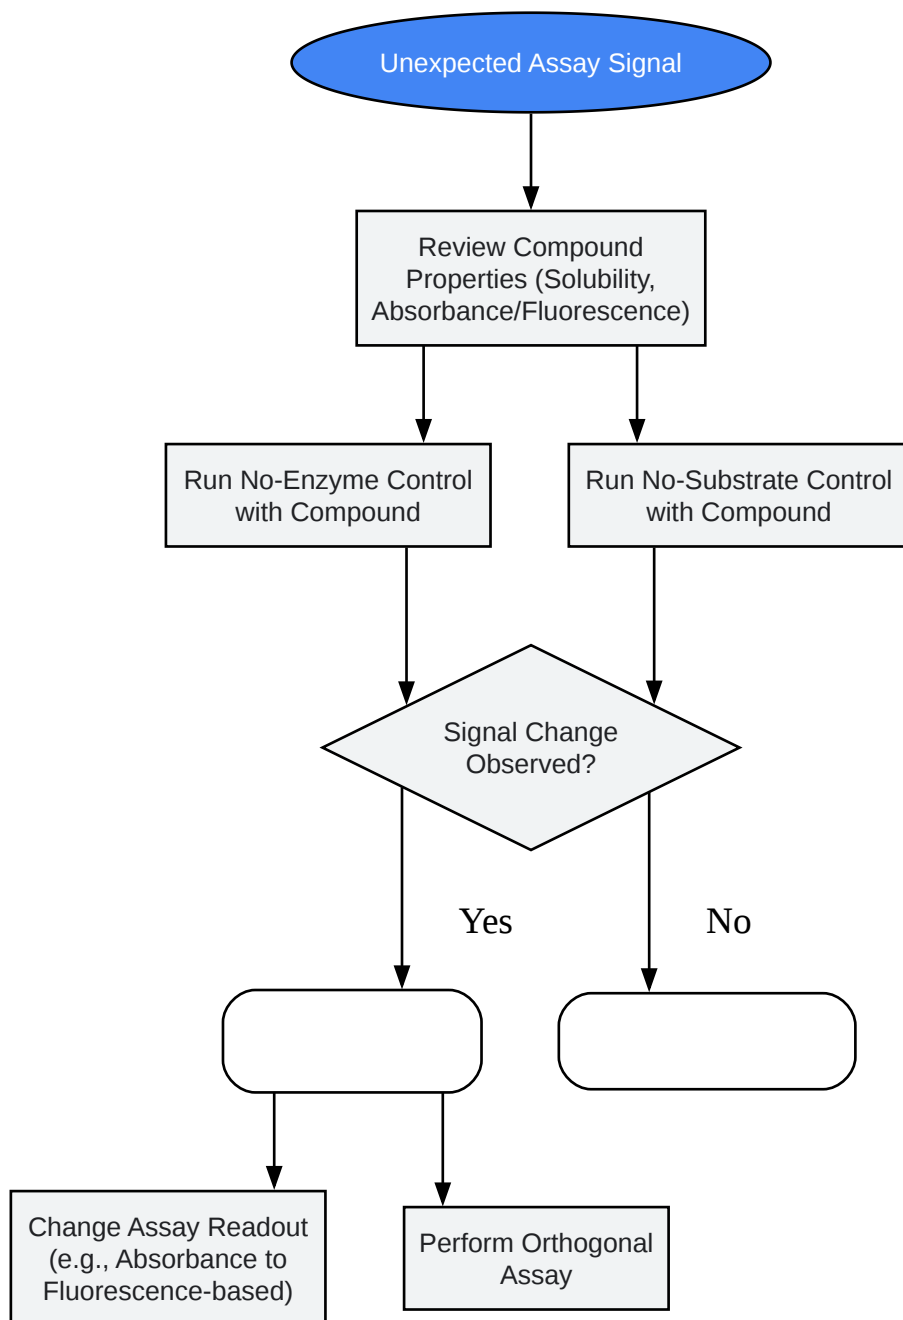 Unexpected Assay Signal
Review Compound
Properties (Solubility,
Absorbance/Fluorescence)
Run No-Enzyme Control
with Compound
Run No-Substrate Control
with Compound
Signal Change
Observed?
Yes
No
Change Assay Readout
(e.g., Absorbance to
Fluorescence-based)
Perform Orthogonal
Assay